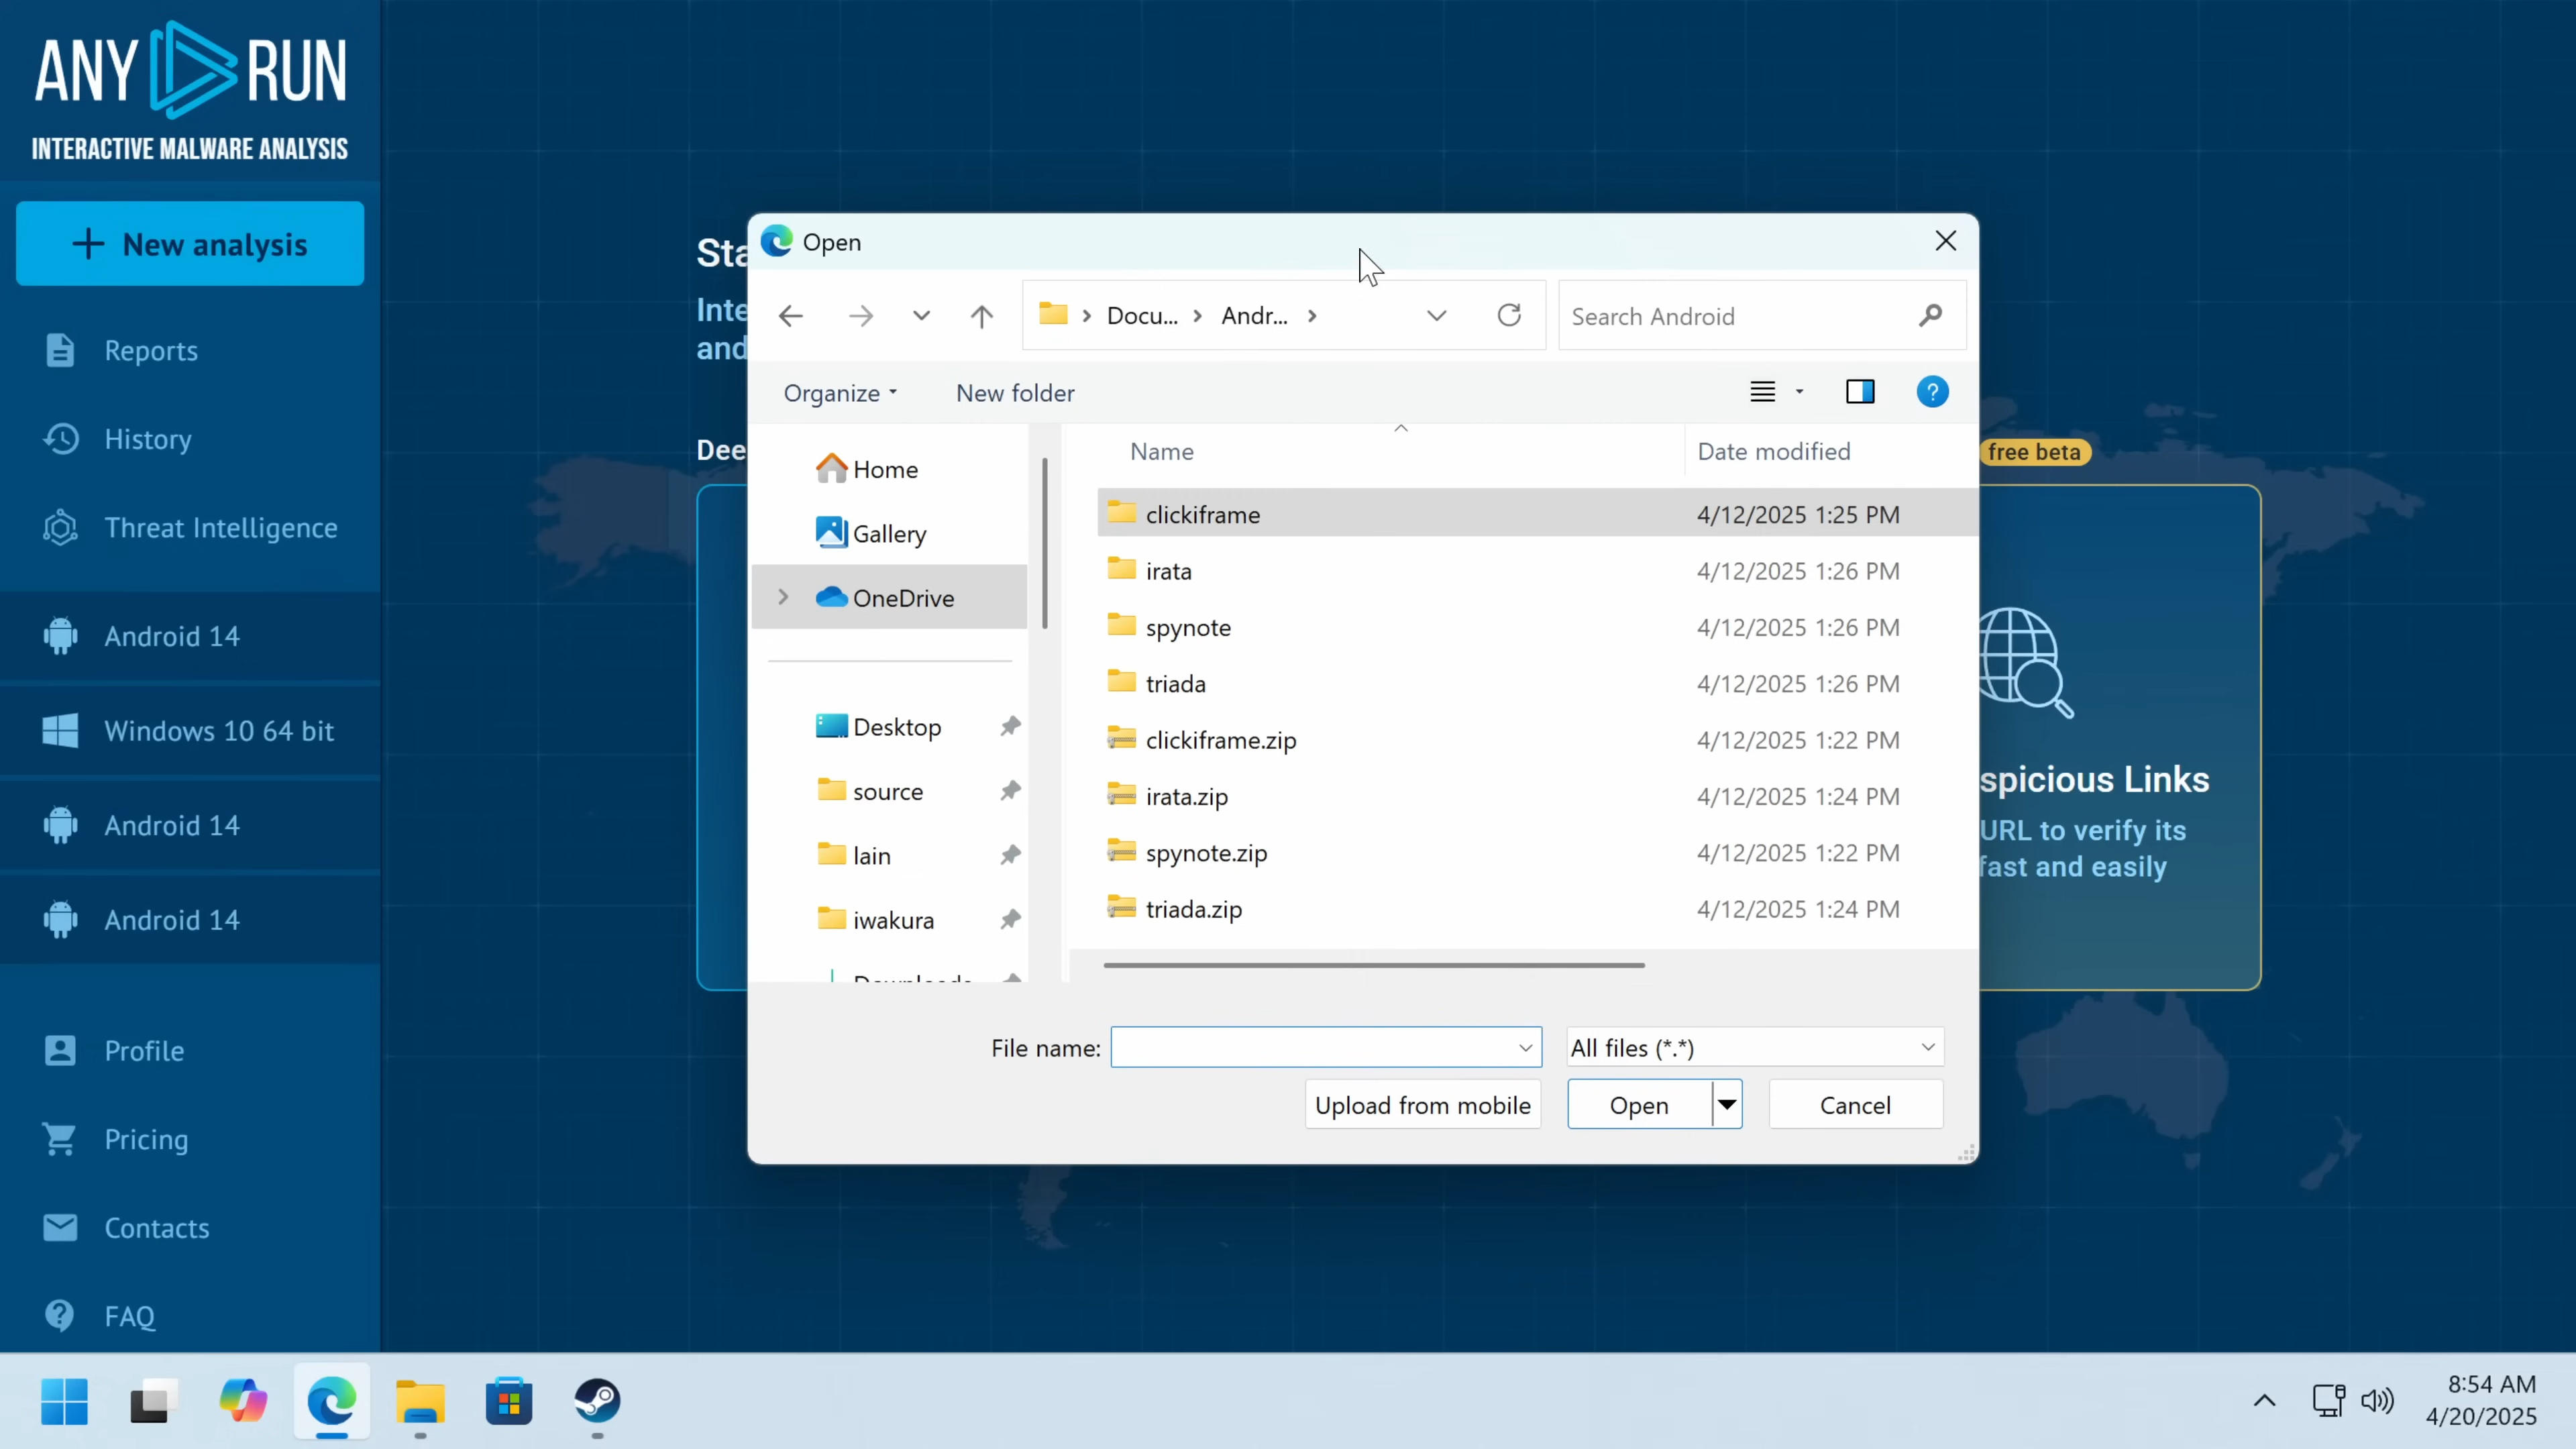 ANY RUN
INTERACTIVE MALWARE ANALYSIS
New analysis
Reports
History
Threat Intelligence
Android 14
Windows 10 64 bit
Android 14
Android 14
Profile
Pricing
Contacts
FAQ
Sta
Inte
and
Dee
Open
Docu...
Andr...
Search Android
Organize
New folder
?
Home
Gallery
OneDrive
Desktop
source
lain
iwakura
Downloads
Name
Date modified
clickiframe
4/12/2025 1:25 PM
irata
4/12/2025 1:26 PM
spynote
4/12/2025 1:26 PM
triada
4/12/2025 1:26 PM
clickiframe.zip
4/12/2025 1:22 PM
irata.zip
4/12/2025 1:24 PM
spynote.zip
4/12/2025 1:22 PM
triada.zip
4/12/2025 1:24 PM
File name:
All files (*.*)
Upload from mobile
Open
Cancel
free beta
spicious Links
URL to verify its
fast and easily
8:54 AM
4/20/2025